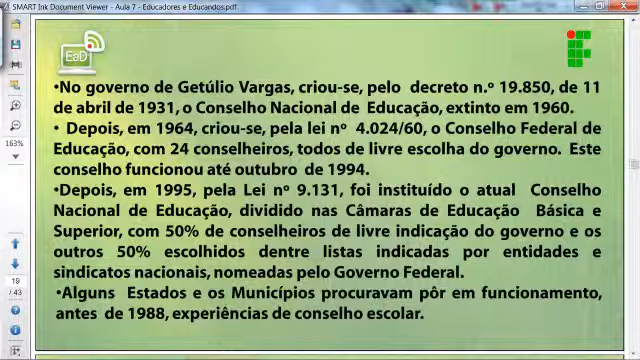 SMART Ink Document Viewer - Aula 7 - Educadores e Educandos.pdf
EaD
•No governo de Getúlio Vargas, criou-se, pelo decreto n.º 19.850, de 11
de abril de 1931, o Conselho Nacional de Educação, extinto em 1960.
• Depois, em 1964, criou-se, pela lei nº 4.024/60, o Conselho Federal de
Educação, com 24 conselheiros, todos de livre escolha do governo. Este
conselho funcionou até outubro de 1994.
•Depois, em 1995, pela Lei nº 9.131, foi instituído o atual Conselho
Nacional de Educação, dividido nas Câmaras de Educação Básica e
Superior, com 50% de conselheiros de livre indicação do governo e os
outros 50% escolhidos dentre listas indicadas por entidades e
sindicatos nacionais, nomeadas pelo Governo Federal.
•Alguns Estados e os Municípios procuravam pôr em funcionamento,
antes de 1988, experiências de conselho escolar.
163%
19
/ 43